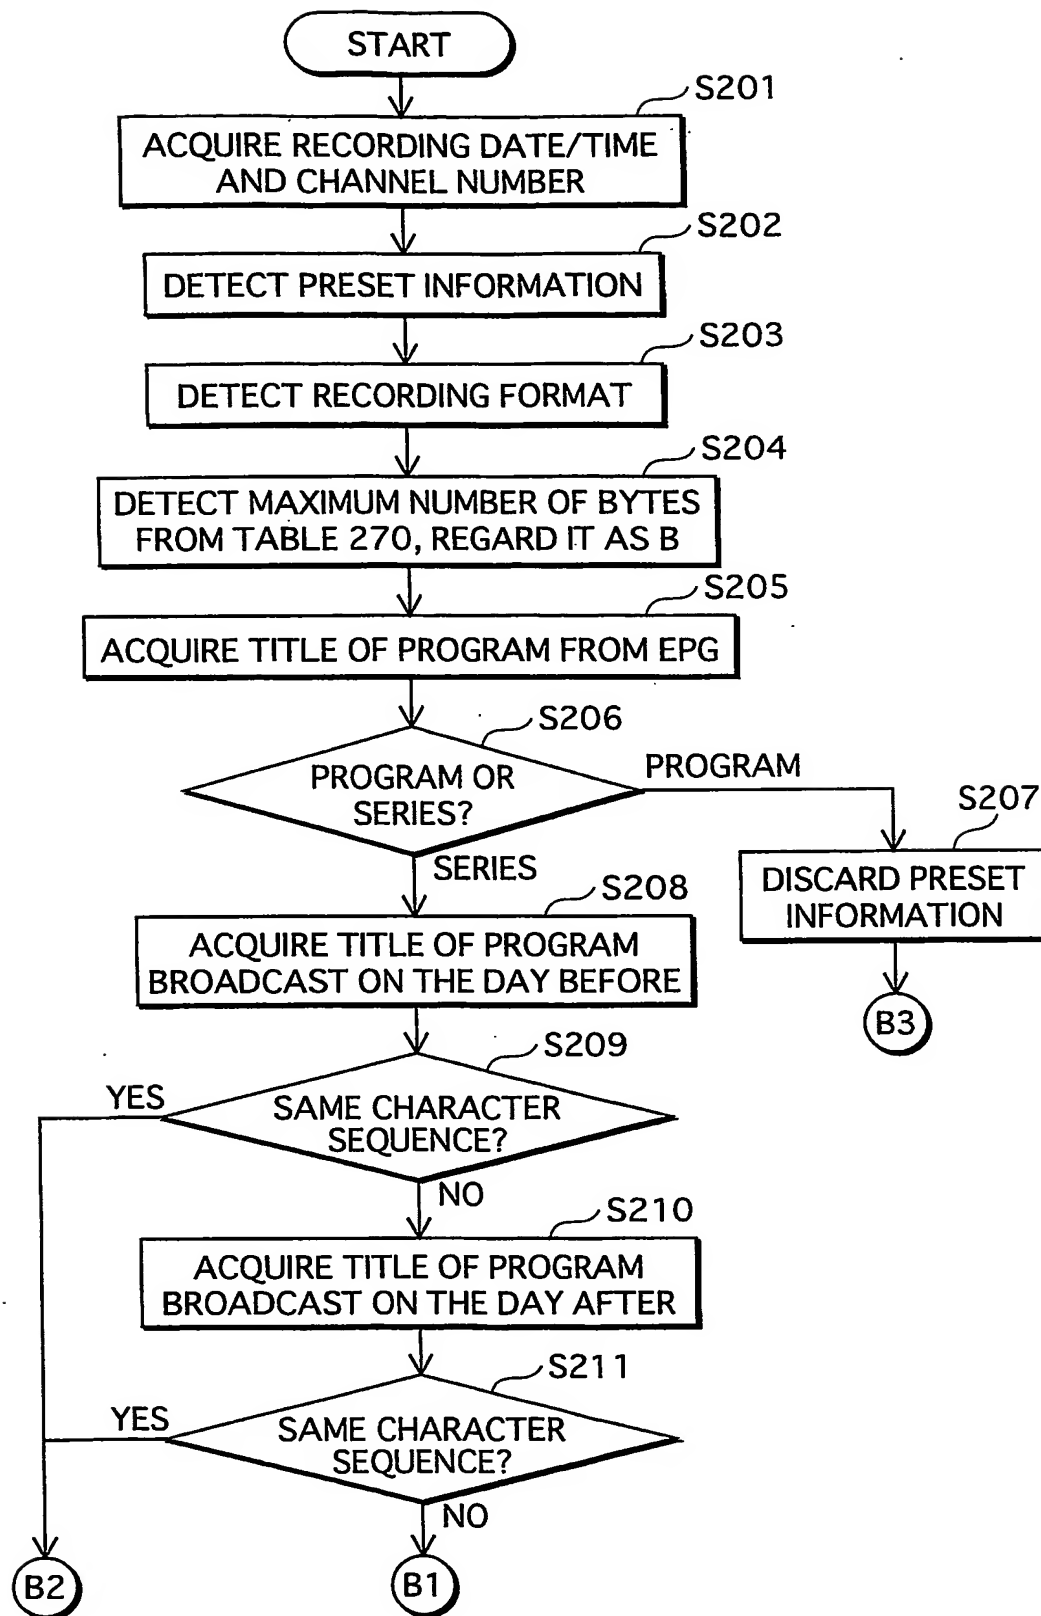 START
S201
ACQUIRE RECORDING DATE/TIME
AND CHANNEL NUMBER
S202
DETECT PRESET INFORMATION
S203
DETECT RECORDING FORMAT
S204
DETECT MAXIMUM NUMBER OF BYTES
FROM TABLE 270, REGARD IT AS B
S205
ACQUIRE TITLE OF PROGRAM FROM EPG
S206
PROGRAM OR
SERIES?
PROGRAM
S207
DISCARD PRESET
INFORMATION
B3
SERIES
S208
ACQUIRE TITLE OF PROGRAM
BROADCAST ON THE DAY BEFORE
S209
YES
SAME CHARACTER
SEQUENCE?
NO
S210
ACQUIRE TITLE OF PROGRAM
BROADCAST ON THE DAY AFTER
S211
YES
SAME CHARACTER
SEQUENCE?
NO
B2
B1